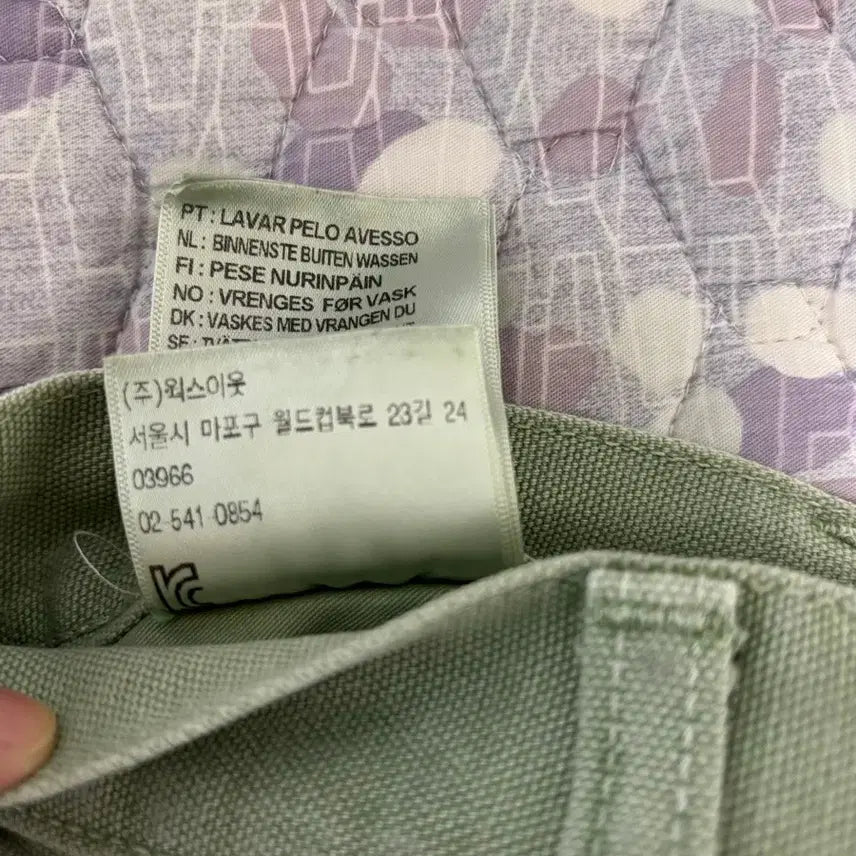 PT : LAVAR PELO AVESSO
NL : BINNENSTE BUITEN WASSEN
FI : PESE NURINPÄIN
NO : VRENGES FØR VASK
DK : VASKES MED VRANGEN DU
SE :
(주)웍스이웃
서울시 마포구 월드컵북로 23길 24
03966
02-541-0854